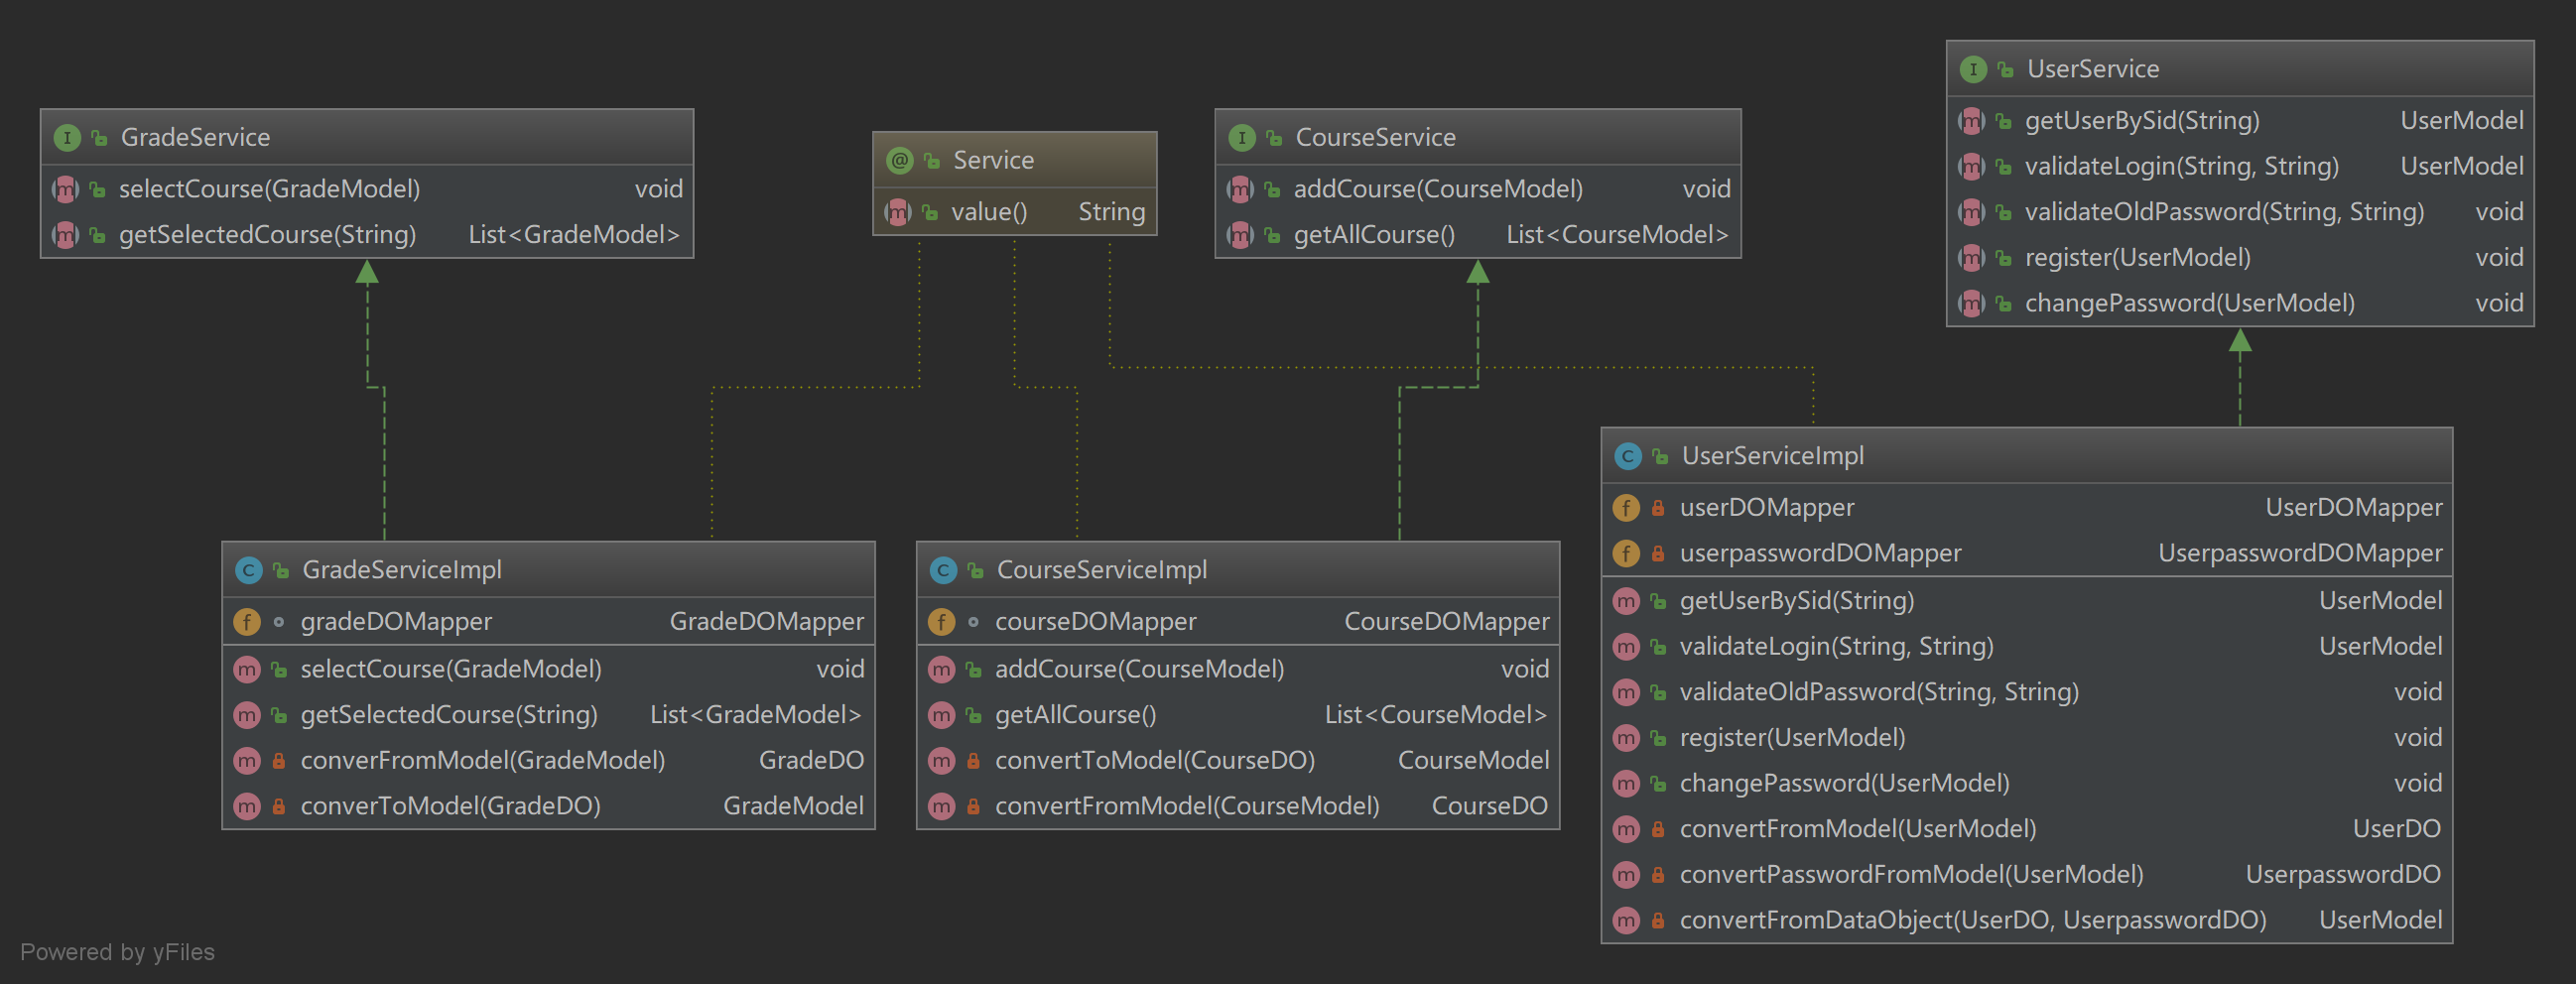 GradeService
selectCourse(GradeModel) void
getSelectedCourse(String) List<GradeModel>
@ Service
value() String
I CourseService
addCourse(CourseModel) void
getAllCourse() List<CourseModel>
I UserService
getUserBySid(String) UserModel
validateLogin(String, String) UserModel
validateOldPassword(String, String) void
register(UserModel) void
changePassword(UserModel) void
C GradeServiceImpl
f gradeDOMapper GradeDOMapper
m selectCourse(GradeModel) void
m getSelectedCourse(String) List<GradeModel>
m converFromModel(GradeModel) GradeDO
m converToModel(GradeDO) GradeModel
C CourseServiceImpl
f courseDOMapper CourseDOMapper
m addCourse(CourseModel) void
m getAllCourse() List<CourseModel>
m convertToModel(CourseDO) CourseModel
m convertFromModel(CourseModel) CourseDO
C UserServiceImpl
f userDOMapper UserDOMapper
f userpasswordDOMapper UserpasswordDOMapper
m getUserBySid(String) UserModel
m validateLogin(String, String) UserModel
m validateOldPassword(String, String) void
m register(UserModel) void
m changePassword(UserModel) void
m convertFromModel(UserModel) UserDO
m convertPasswordFromModel(UserModel) UserpasswordDO
m convertFromDataObject(UserDO, UserpasswordDO) UserModel
Powered by yFiles